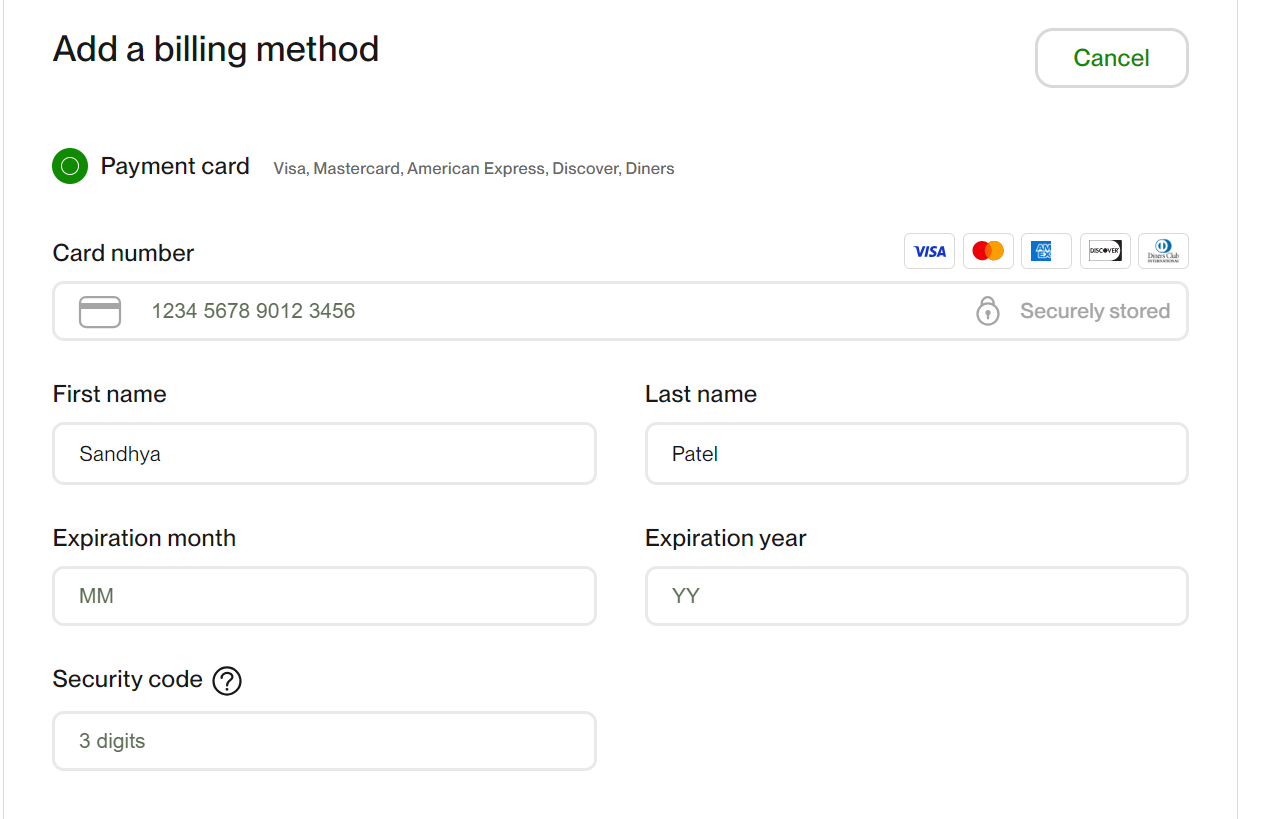 Add a billing method
Cancel
Payment card Visa, Mastercard, American Express, Discover, Diners
Card number VISA AM EX DISCOVER Diners Club INTERNATIONAL
1234 5678 9012 3456 Securely stored
First name Last name
Sandhya Patel
Expiration month Expiration year
MM YY
Security code ?
3 digits